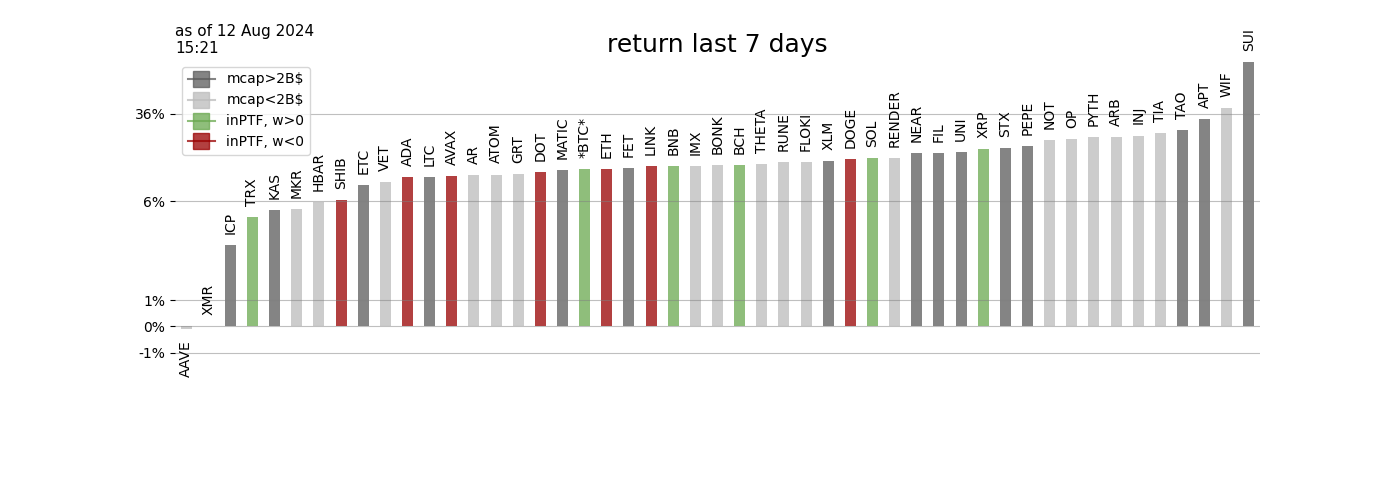 as of 12 Aug 2024
15:21
return last 7 days
mcap>2B$
mcap<2B$
inPTF, w>0
inPTF, w<0
36%
6%
1%
0%
-1%
AAVE
XMR
ICP
TRX
KAS
MKR
HBAR
SHIB
ETC
VET
ADA
LTC
AVAX
AR
ATOM
GRT
DOT
MATIC
*BTC*
ETH
FET
LINK
BNB
IMX
BONK
BCH
THETA
RUNE
FLOKI
XLM
DOGE
SOL
RENDER
NEAR
FIL
UNI
XRP
STX
PEPE
NOT
OP
PYTH
ARB
INJ
TIA
TAO
APT
WIF
SUI